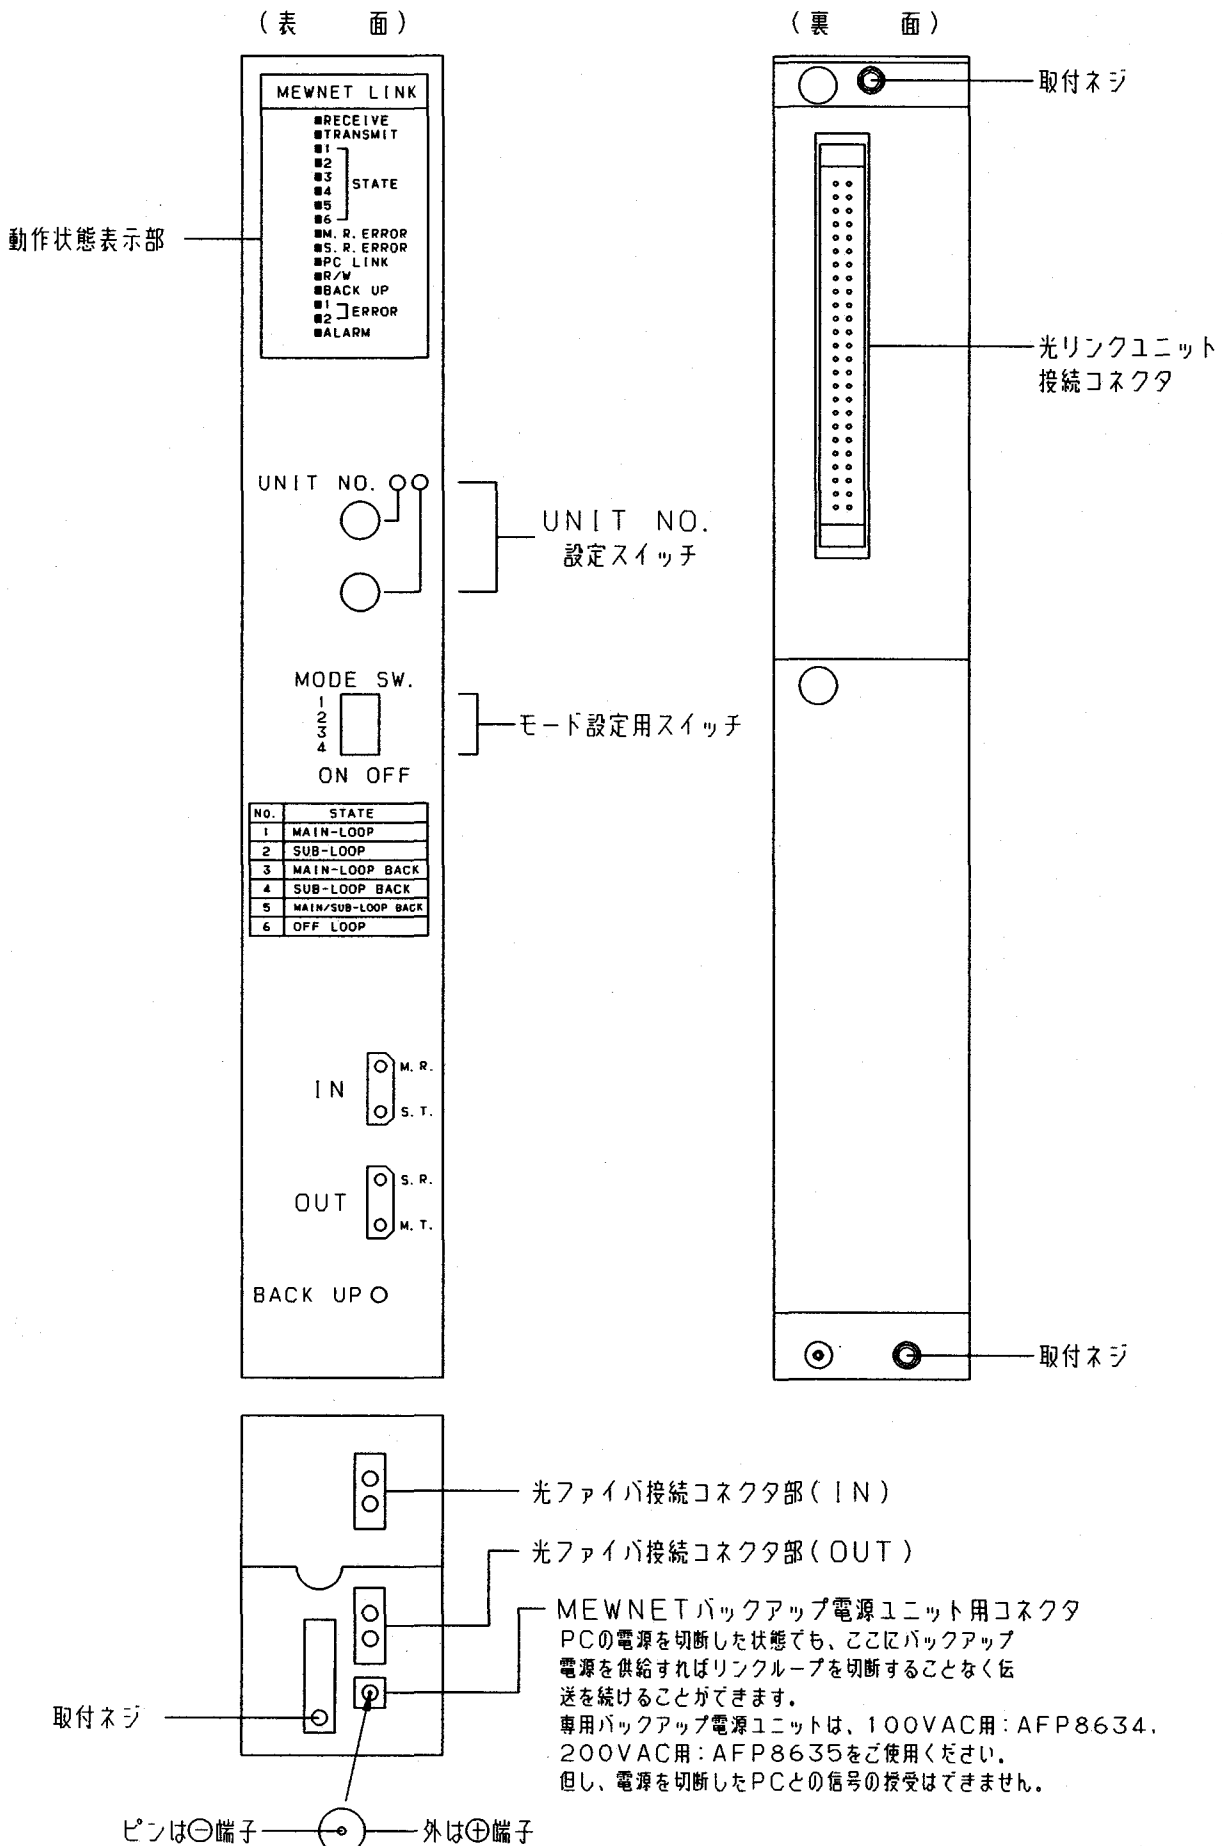 (表 面)
MEWNET LINK
■RECEIVE
■TRANSMIT
■1
■2
■3
■4
■5
■6
STATE
■M.R.ERROR
■S.R.ERROR
■PC LINK
■R/W
■BACK UP
■1
■2
ERROR
■ALARM
動作状態表示部
UNIT NO.
UNIT NO.
設定スイッチ
MODE SW.
1
2
3
4
ON OFF
モード設定用スイッチ
NO. STATE
1 MAIN-LOOP
2 SUB-LOOP
3 MAIN-LOOP BACK
4 SUB-LOOP BACK
5 MAIN/SUB-LOOP BACK
6 OFF LOOP
IN
M.R.
S.T.
OUT
S.R.
M.T.
BACK UP
(裏 面)
取付ネジ
光リンクユニット
接続コネクタ
取付ネジ
光ファイバ接続コネクタ部(IN)
光ファイバ接続コネクタ部(OUT)
MEWNETバックアップ電源ユニット用コネクタ
PCの電源を切断した状態でも、ここにバックアップ
電源を供給すればリンクループを切断することなく伝
送を続けることができます。
専用バックアップ電源ユニットは、100VAC用:AFP8634,
200VAC用:AFP8635をご使用ください。
但し、電源を切断したPCとの信号の授受はできません。
取付ネジ
ピンは⊖端子
外は⊕端子